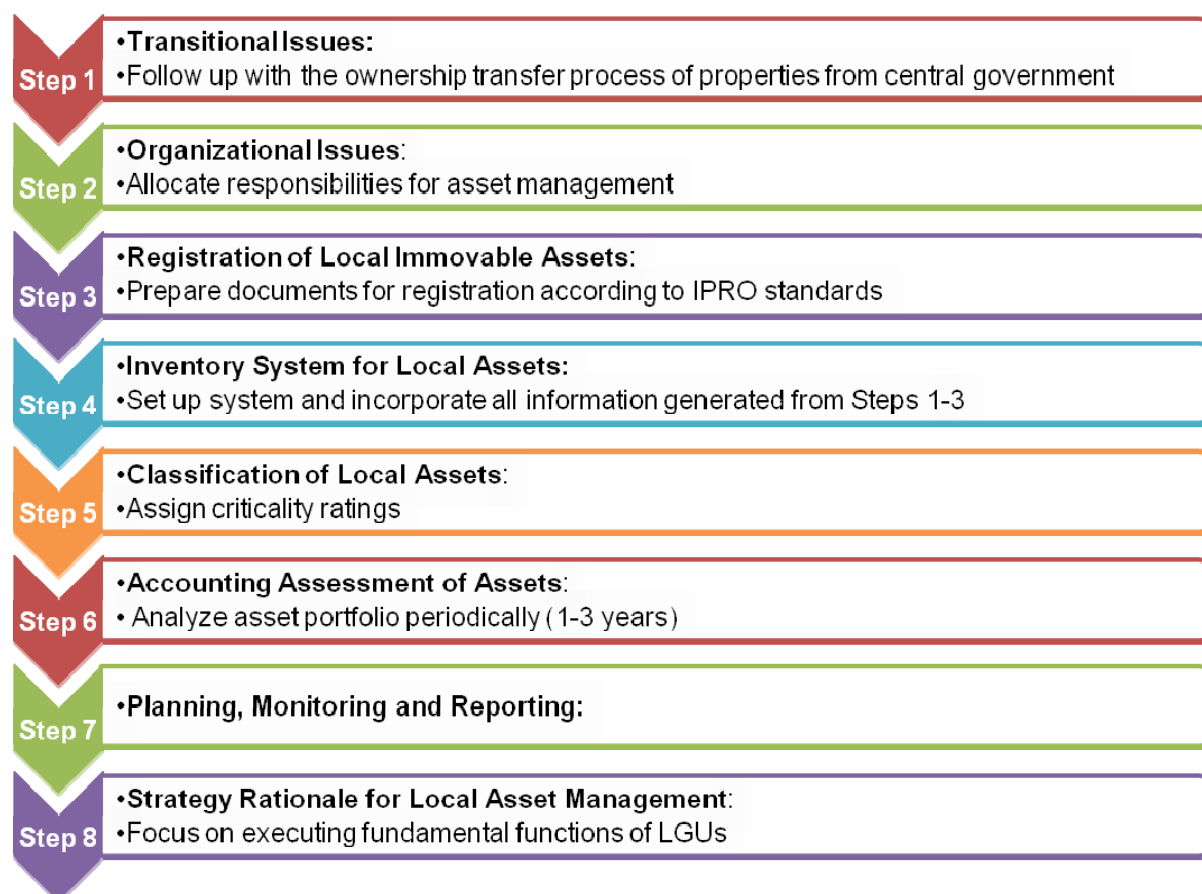 Step 1
•Transitional Issues:
•Follow up with the ownership transfer process of properties from central government
Step 2
•Organizational Issues:
•Allocate responsibilities for asset management
Step 3
•Registration of Local Immovable Assets:
•Prepare documents for registration according to IPRO standards
Step 4
•Inventory System for Local Assets:
•Set up system and incorporate all information generated from Steps 1-3
Step 5
•Classification of Local Assets:
•Assign criticality ratings
Step 6
•Accounting Assessment of Assets:
• Analyze asset portfolio periodically (1-3 years)
Step 7
•Planning, Monitoring and Reporting:
Step 8
•Strategy Rationale for Local Asset Management:
•Focus on executing fundamental functions of LGUs